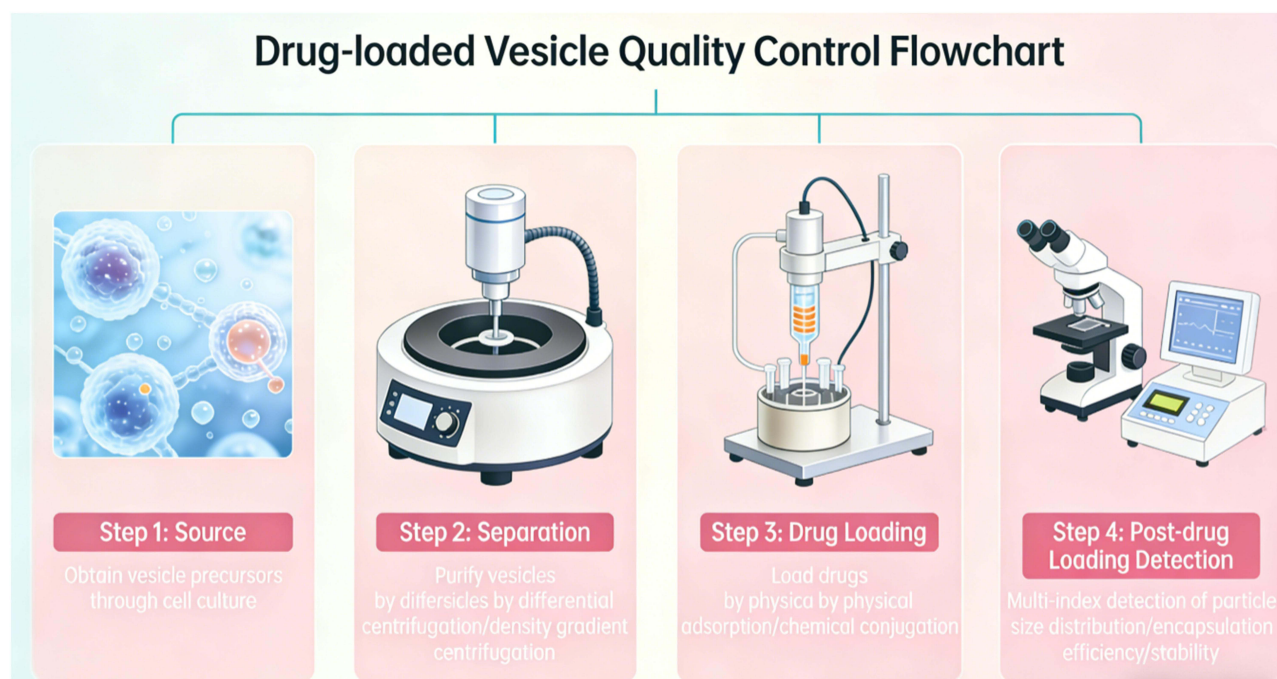 Drug-loaded Vesicle Quality Control Flowchart
Step 1: Source
Obtain vesicle precursors
through cell culture
Step 2: Separation
Purify vesicles
by difersicles by differential
centrifugation/density gradient
centrifugation
Step 3: Drug Loading
Load drugs
by physica by physical
adsorption/chemical conjugation
Step 4: Post-drug
Loading Detection
Multi-index detection of particle
size distribution/encapsulation
efficiency/stability